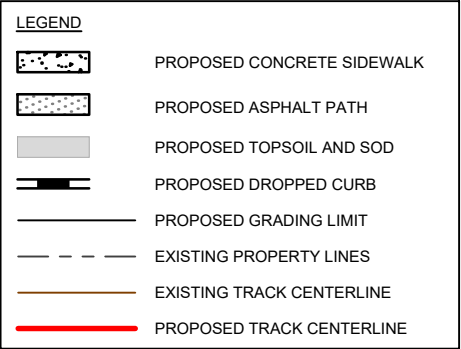 LEGEND
PROPOSED CONCRETE SIDEWALK
PROPOSED ASPHALT PATH
PROPOSED TOPSOIL AND SOD
PROPOSED DROPPED CURB
PROPOSED GRADING LIMIT
EXISTING PROPERTY LINES
EXISTING TRACK CENTERLINE
PROPOSED TRACK CENTERLINE